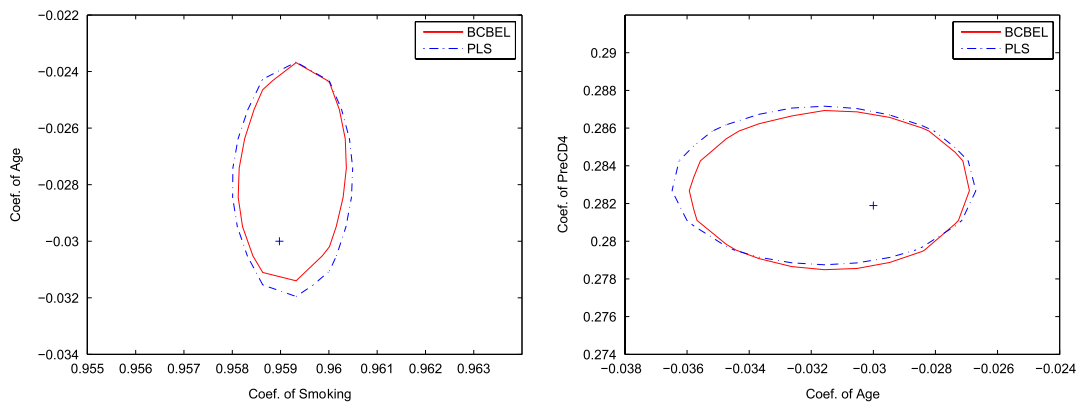 −0.022
−0.024
−0.026
−0.028
−0.03
−0.032
−0.034
Coef. of Age
0.955 0.956 0.957 0.958 0.959 0.96 0.961 0.962 0.963
Coef. of Smoking
BCBEL
PLS
0.29
0.288
0.286
0.284
0.282
0.28
0.278
0.276
0.274
Coef. of PreCD4
−0.038 −0.036 −0.034 −0.032 −0.03 −0.028 −0.026 −0.024
Coef. of Age
BCBEL
PLS